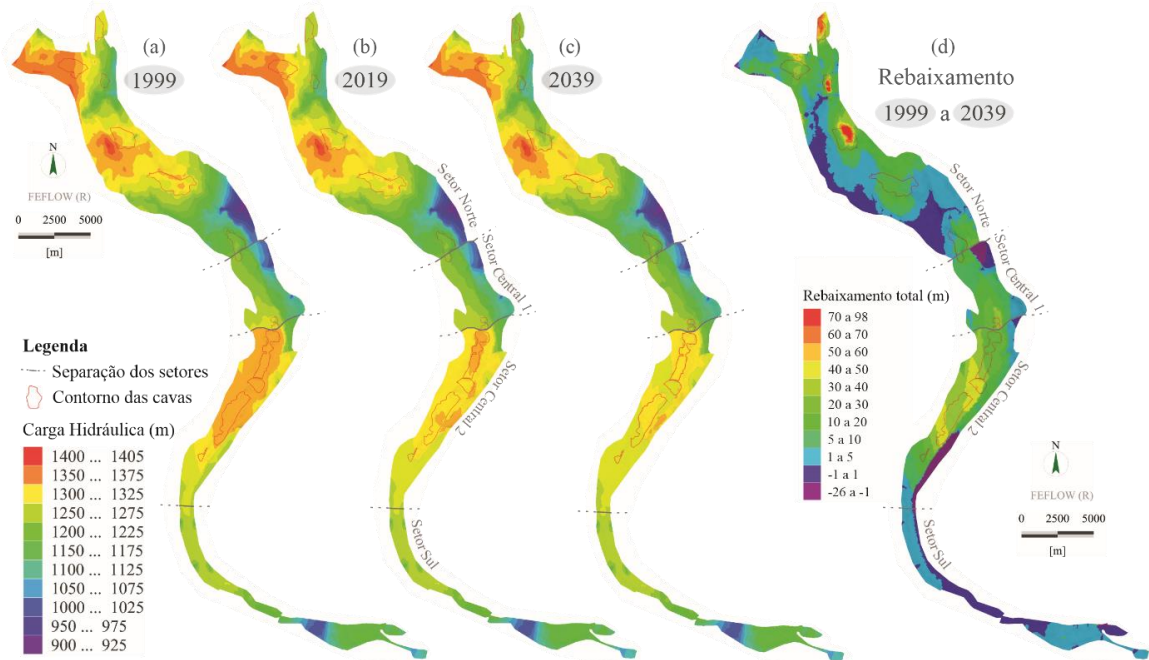 (a)
1999
(b)
2019
(c)
2039
(d)
Rebaixamento
1999 a 2039
N
FEFLOW (R)
0 2500 5000
[m]
Setor Norte
Setor Central 1
Setor Central 2
Setor Sul
Legenda
Separação dos setores
Contorno das cavas
Carga Hidráulica (m)
1400 ... 1405
1350 ... 1375
1300 ... 1325
1250 ... 1275
1200 ... 1225
1150 ... 1175
1100 ... 1125
1050 ... 1075
1000 ... 1025
950 ... 975
900 ... 925
Setor Norte
Setor Central 1
Setor Central 2
Setor Sul
Rebaixamento total (m)
70 a 98
60 a 70
50 a 60
40 a 50
30 a 40
20 a 30
10 a 20
5 a 10
1 a 5
-1 a 1
-26 a -1
N
FEFLOW (R)
0 2500 5000
[m]